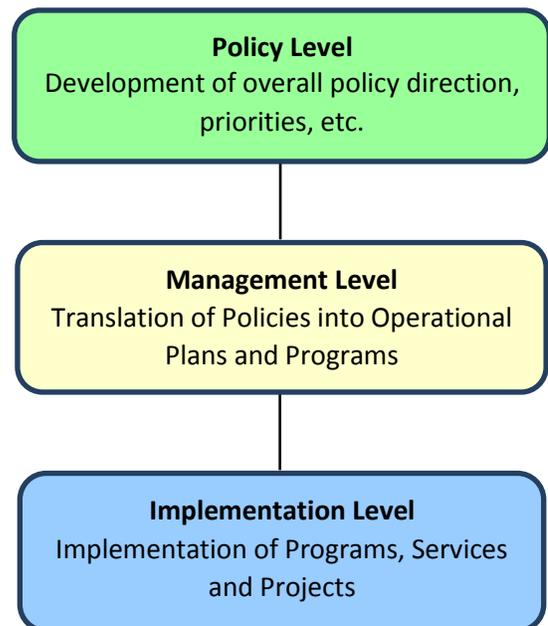 Policy Level
Development of overall policy direction,
priorities, etc.
Management Level
Translation of Policies into Operational
Plans and Programs
Implementation Level
Implementation of Programs, Services
and Projects